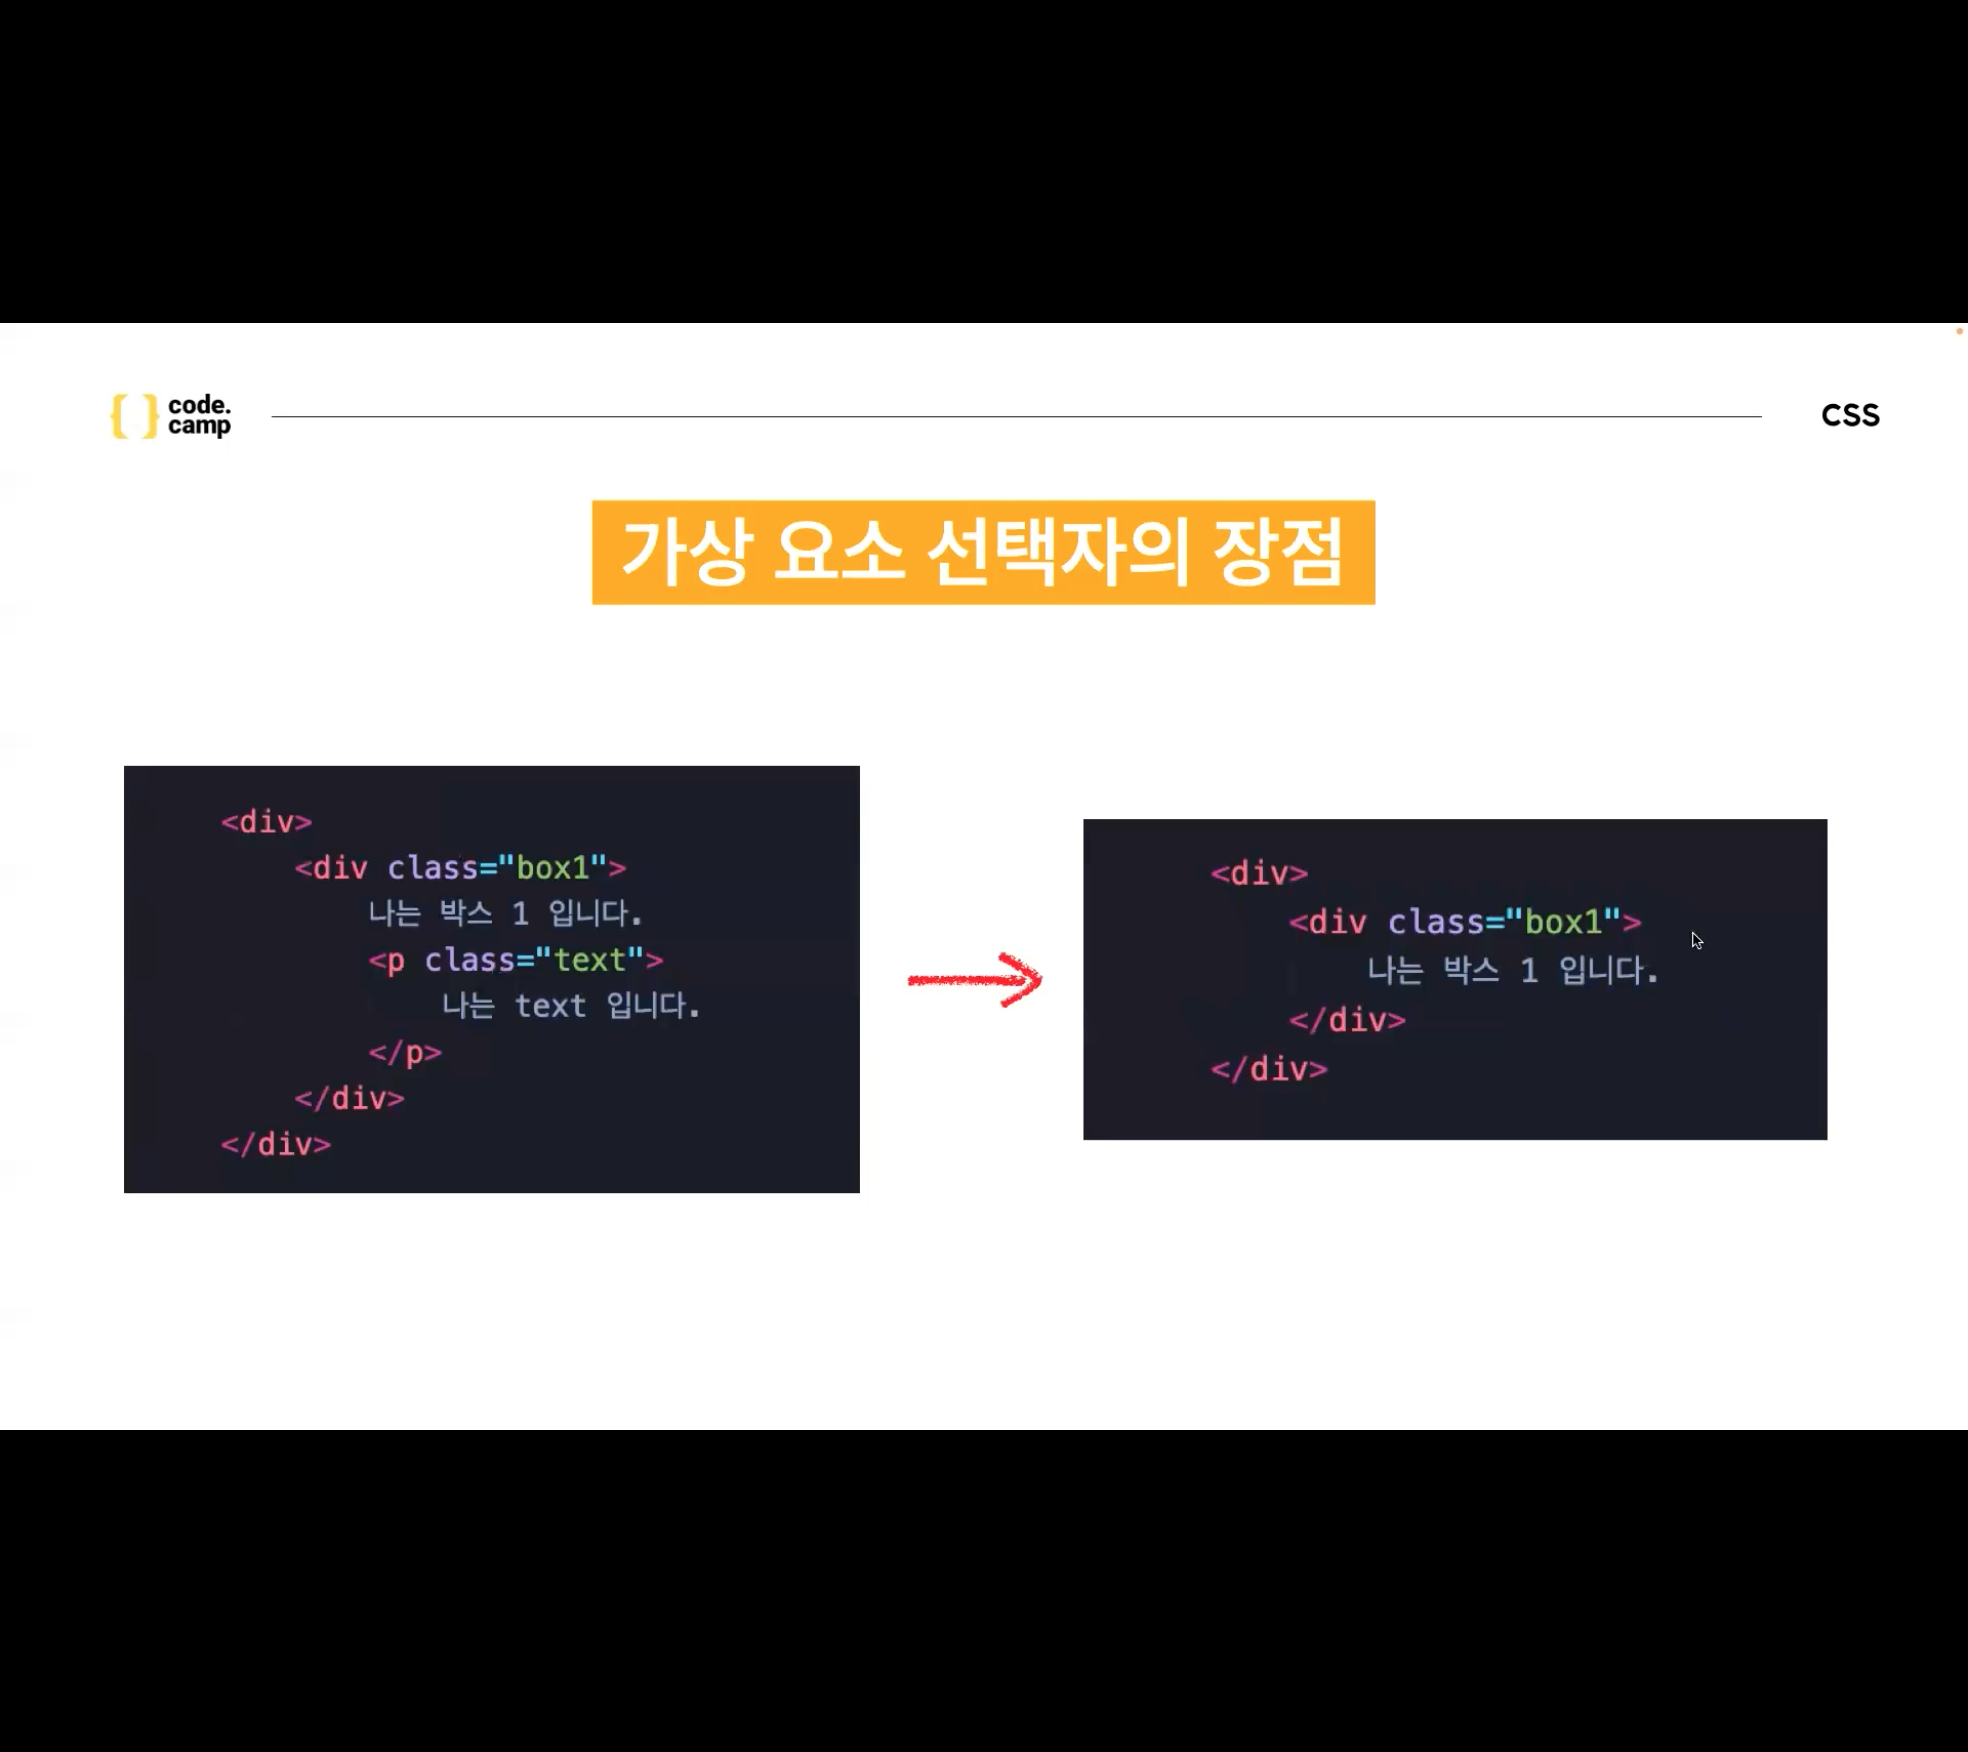 { } code.
camp
CSS
가상 요소 선택자의 장점
<div>
<div class="box1">
나는 박스 1 입니다.
<p class="text">
나는 text 입니다.
</p>
</div>
</div>
<div>
<div class="box1">
나는 박스 1 입니다.
</div>
</div>